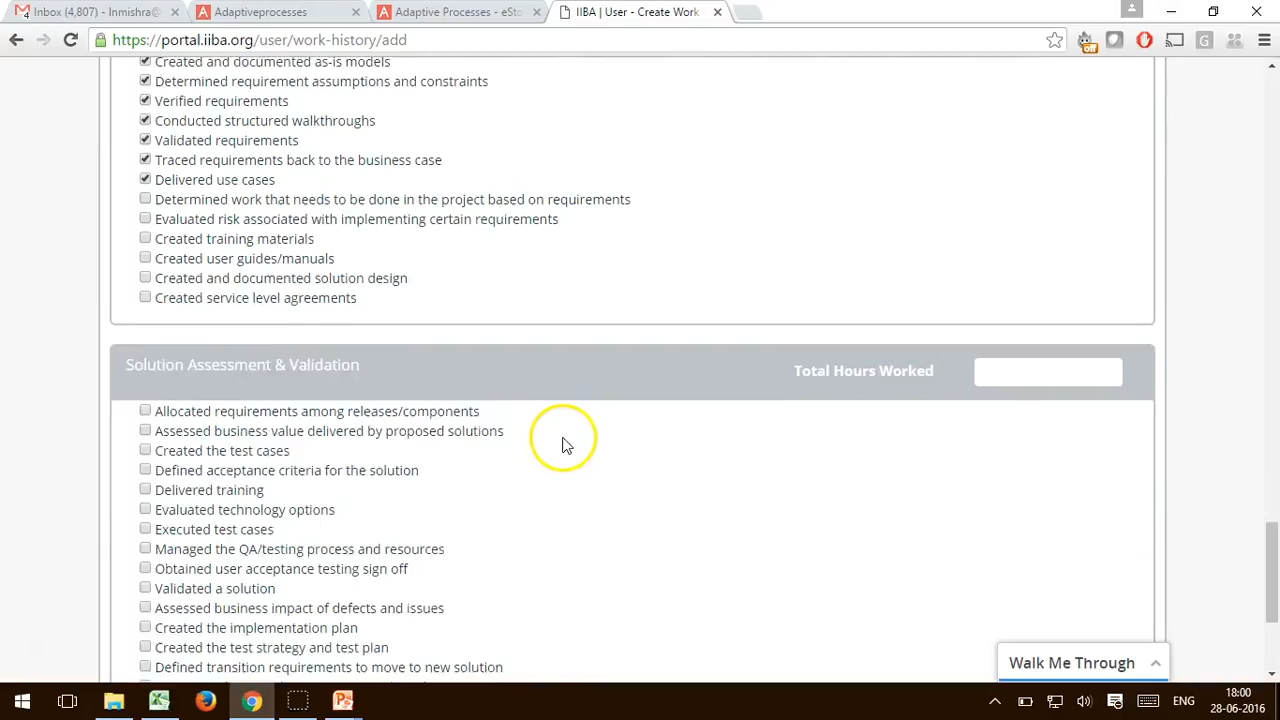 Inbox (4,807) - Inmishra@
Adaptiveprocesses
Adaptive Processes - eSto
IIBA | User - Create Work
https://portal.iiba.org/user/work-history/add
Created and documented as-is models
Determined requirement assumptions and constraints
Verified requirements
Conducted structured walkthroughs
Validated requirements
Traced requirements back to the business case
Delivered use cases
Determined work that needs to be done in the project based on requirements
Evaluated risk associated with implementing certain requirements
Created training materials
Created user guides/manuals
Created and documented solution design
Created service level agreements
Solution Assessment & Validation
Total Hours Worked
Allocated requirements among releases/components
Assessed business value delivered by proposed solutions
Created the test cases
Defined acceptance criteria for the solution
Delivered training
Evaluated technology options
Executed test cases
Managed the QA/testing process and resources
Obtained user acceptance testing sign off
Validated a solution
Assessed business impact of defects and issues
Created the implementation plan
Created the test strategy and test plan
Defined transition requirements to move to new solution
Walk Me Through
ENG
18:00
28-06-2016